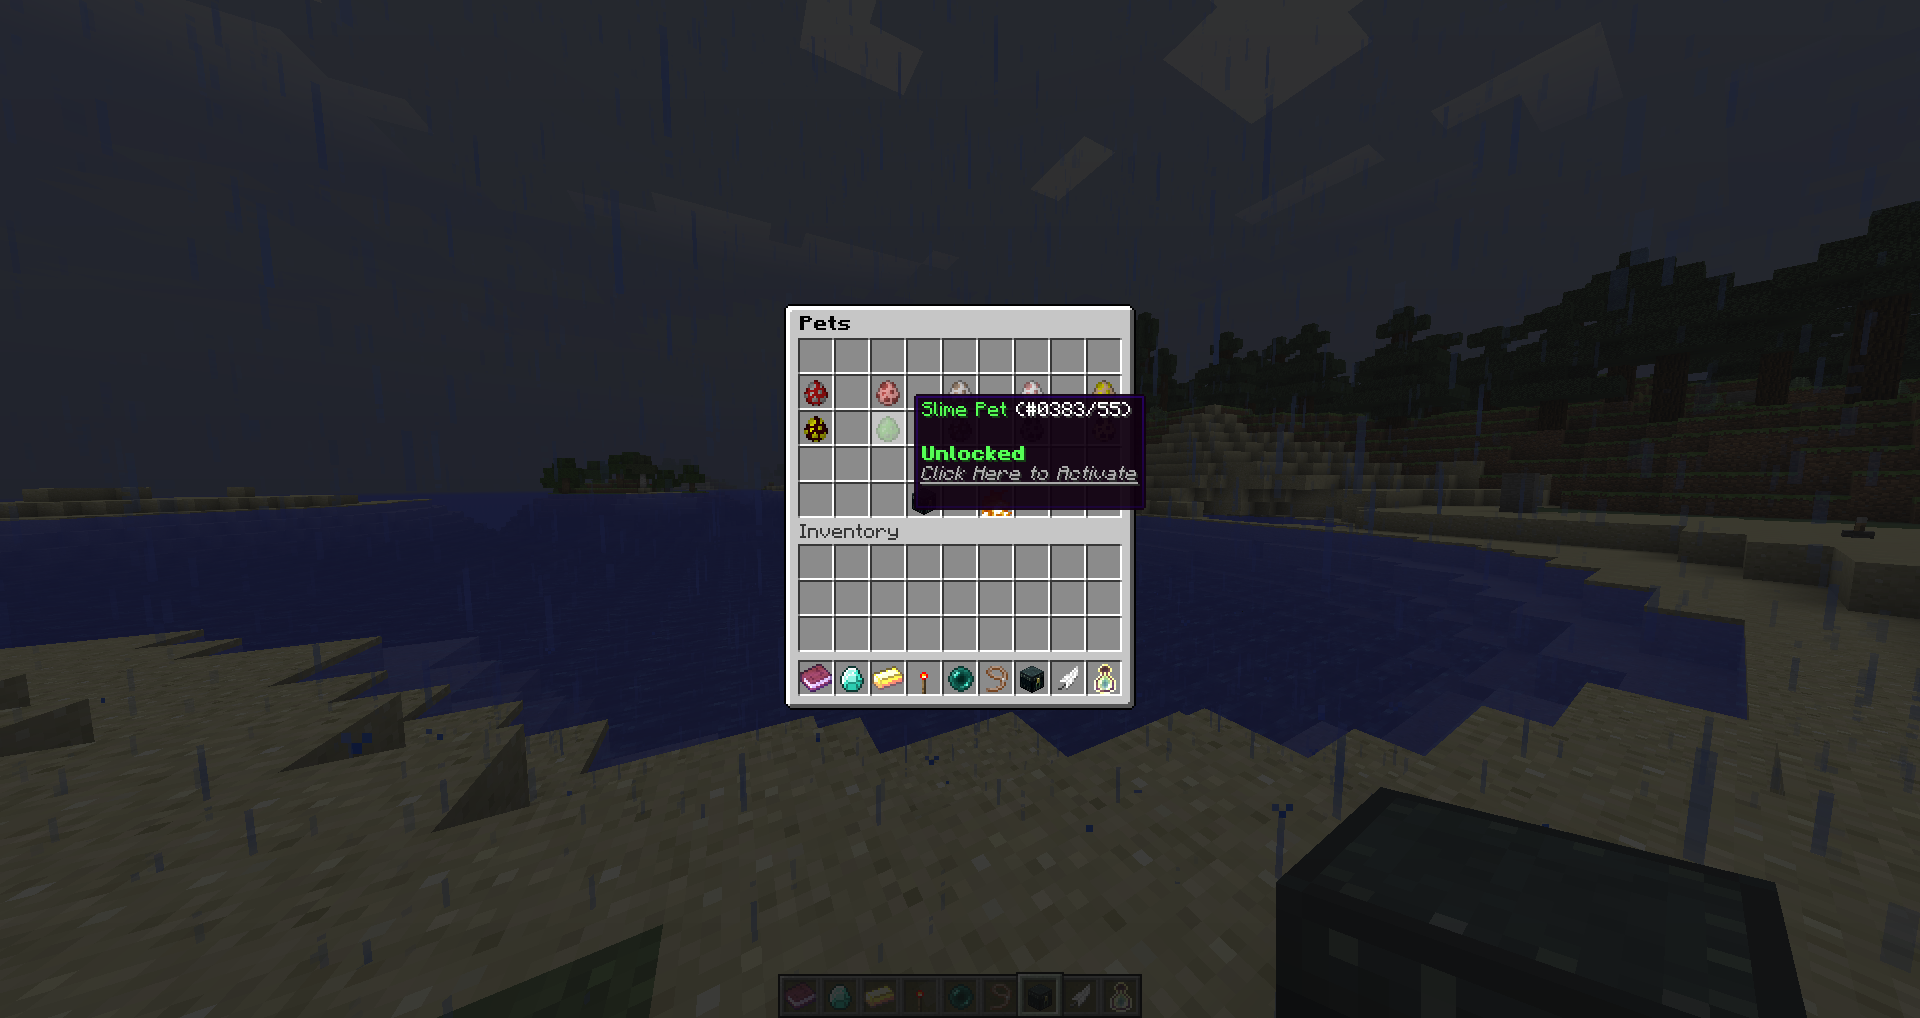 Pets
Slime Pet (#0383/55)
Unlocked
Click Here to Activate
Inventory